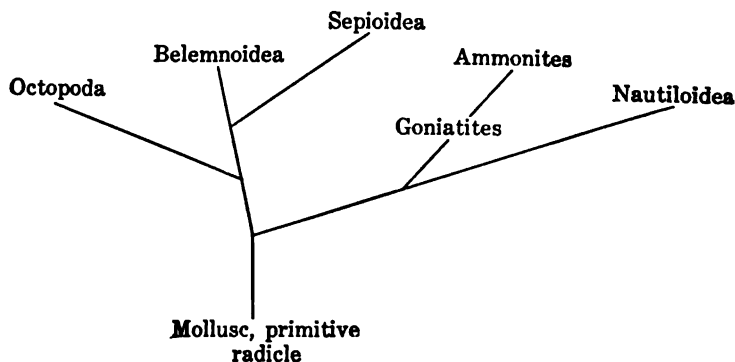 Sepioidea
Belemnoidea
Ammonites
Octopoda
Nautiloidea
Goniatites
Mollusc, primitive
radicle